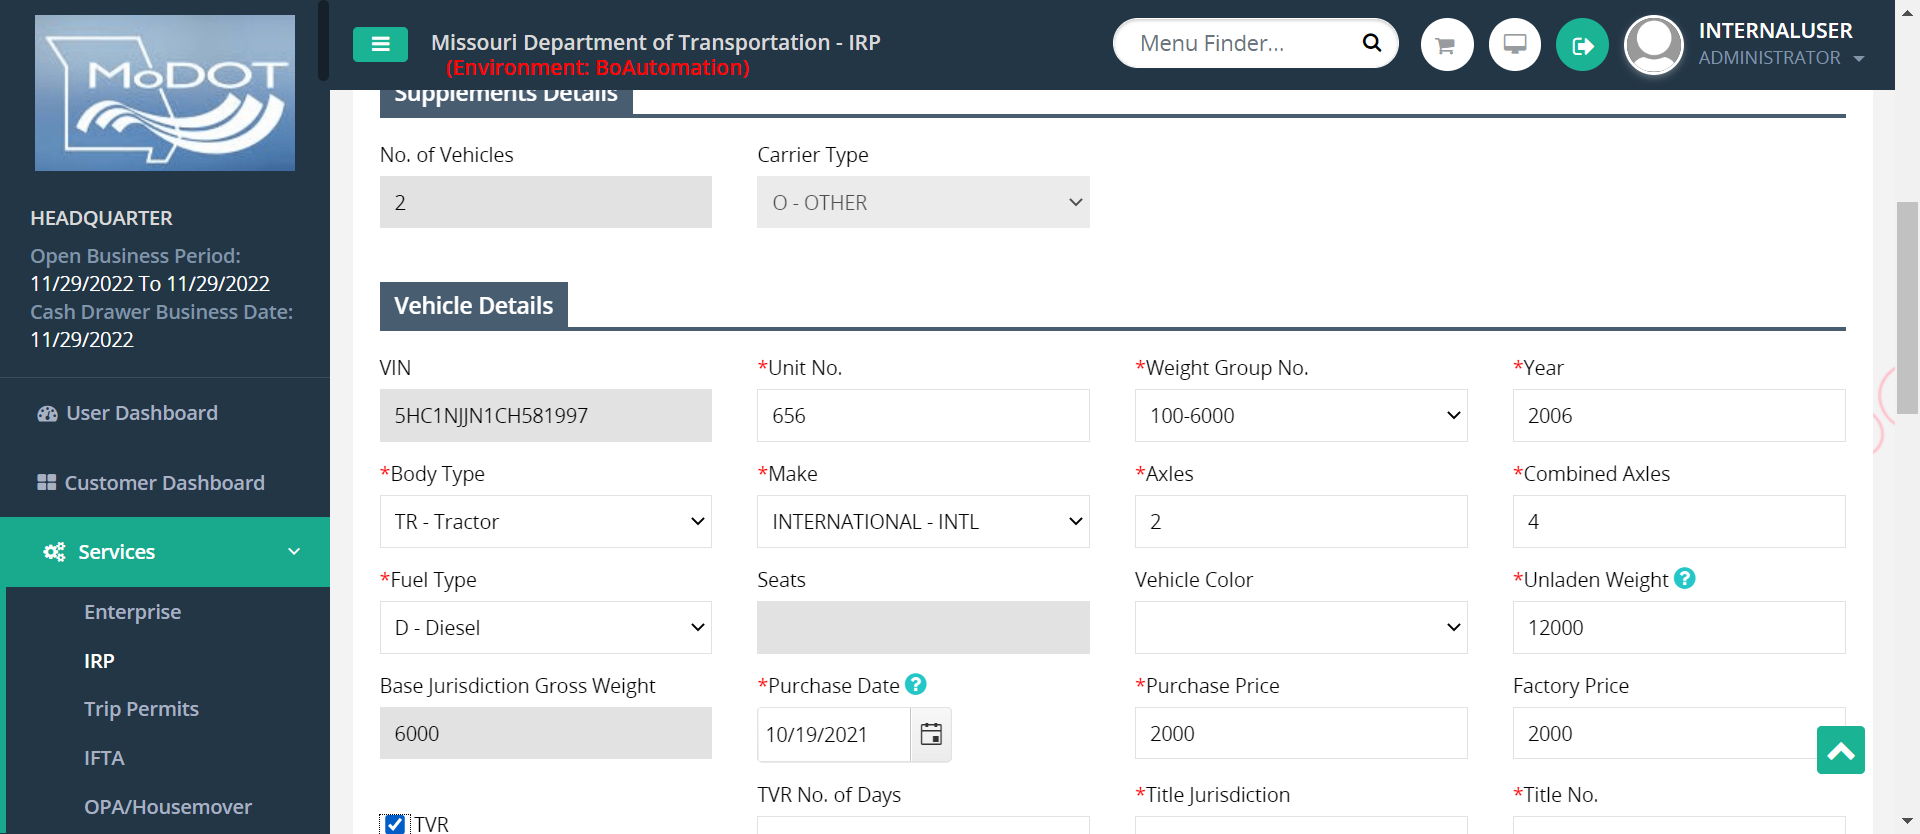 MoDOT
HEADQUARTER
Open Business Period:
11/29/2022 To 11/29/2022
Cash Drawer Business Date:
11/29/2022
User Dashboard
Customer Dashboard
Services
Enterprise
IRP
Trip Permits
IFTA
OPA/Housemover
Missouri Department of Transportation - IRP
(Environment: BoAutomation)
Menu Finder...
INTERNALUSER
ADMINISTRATOR
Supplements Details
No. of Vehicles
Carrier Type
2
O - OTHER
Vehicle Details
VIN
*Unit No.
*Weight Group No.
*Year
5HC1NJJN1CH581997
656
100-6000
2006
*Body Type
*Make
*Axles
*Combined Axles
TR - Tractor
INTERNATIONAL - INTL
2
4
*Fuel Type
Seats
Vehicle Color
*Unladen Weight ?
D - Diesel
12000
Base Jurisdiction Gross Weight
*Purchase Date ?
*Purchase Price
Factory Price
6000
10/19/2021
2000
2000
TVR
TVR No. of Days
*Title Jurisdiction
*Title No.